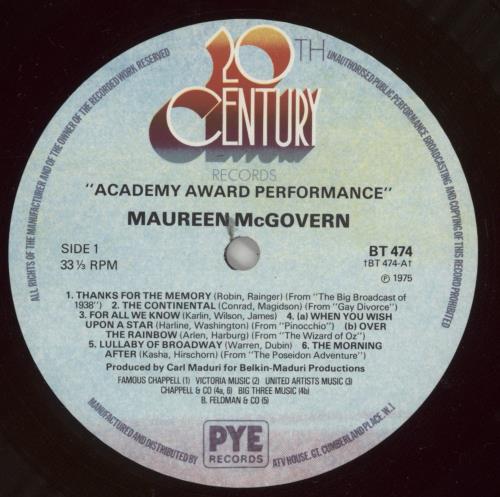 20TH
CENTURY
RECORDS
"ACADEMY AWARD PERFORMANCE"
MAUREEN McGOVERN
SIDE 1
33⅓ RPM
BT 474
†BT 474-A†
℗ 1975
1. THANKS FOR THE MEMORY (Robin, Rainger) (From "The Big Broadcast of
1938") 2. THE CONTINENTAL (Conrad, Magidson) (From "Gay Divorce")
3. FOR ALL WE KNOW (Karlin, Wilson, James) 4. (a) WHEN YOU WISH
UPON A STAR (Harline, Washington) (From "Pinocchio") (b) OVER
THE RAINBOW (Arlen, Harburg) (From "The Wizard of Oz")
5. LULLABY OF BROADWAY (Warren, Dubin) 6. THE MORNING
AFTER (Kasha, Hirschorn) (From "The Poseidon Adventure")
Produced by Carl Maduri for Belkin-Maduri Productions
FAMOUS CHAPPELL (1) VICTORIA MUSIC (2) UNITED ARTISTS MUSIC (3)
CHAPPELL & CO (4a, 6) BIG THREE MUSIC (4b)
B. FELDMAN & CO (5)
PYE
RECORDS
ALL RIGHTS OF THE MANUFACTURER AND OF THE OWNER OF THE RECORDED WORK RESERVED
UNAUTHORISED PUBLIC PERFORMANCE BROADCASTING AND COPYING OF THIS RECORD PROHIBITED
MANUFACTURED AND DISTRIBUTED BY
ATV HOUSE, GT. CUMBERLAND PLACE, W.1